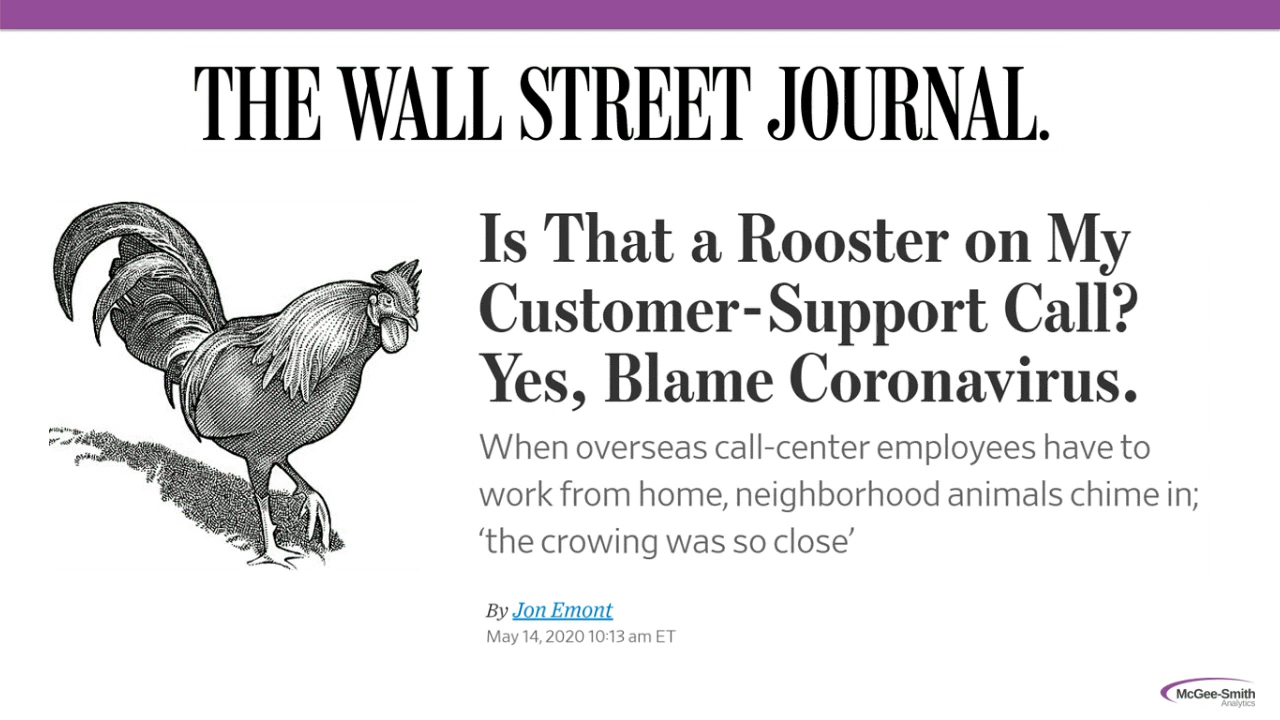 THE WALL STREET JOURNAL.
Is That a Rooster on My
Customer-Support Call?
Yes, Blame Coronavirus.
When overseas call-center employees have to
work from home, neighborhood animals chime in;
‘the crowing was so close’
By Jon Emont
May 14, 2020 10:13 am ET
McGee-Smith
Analytics